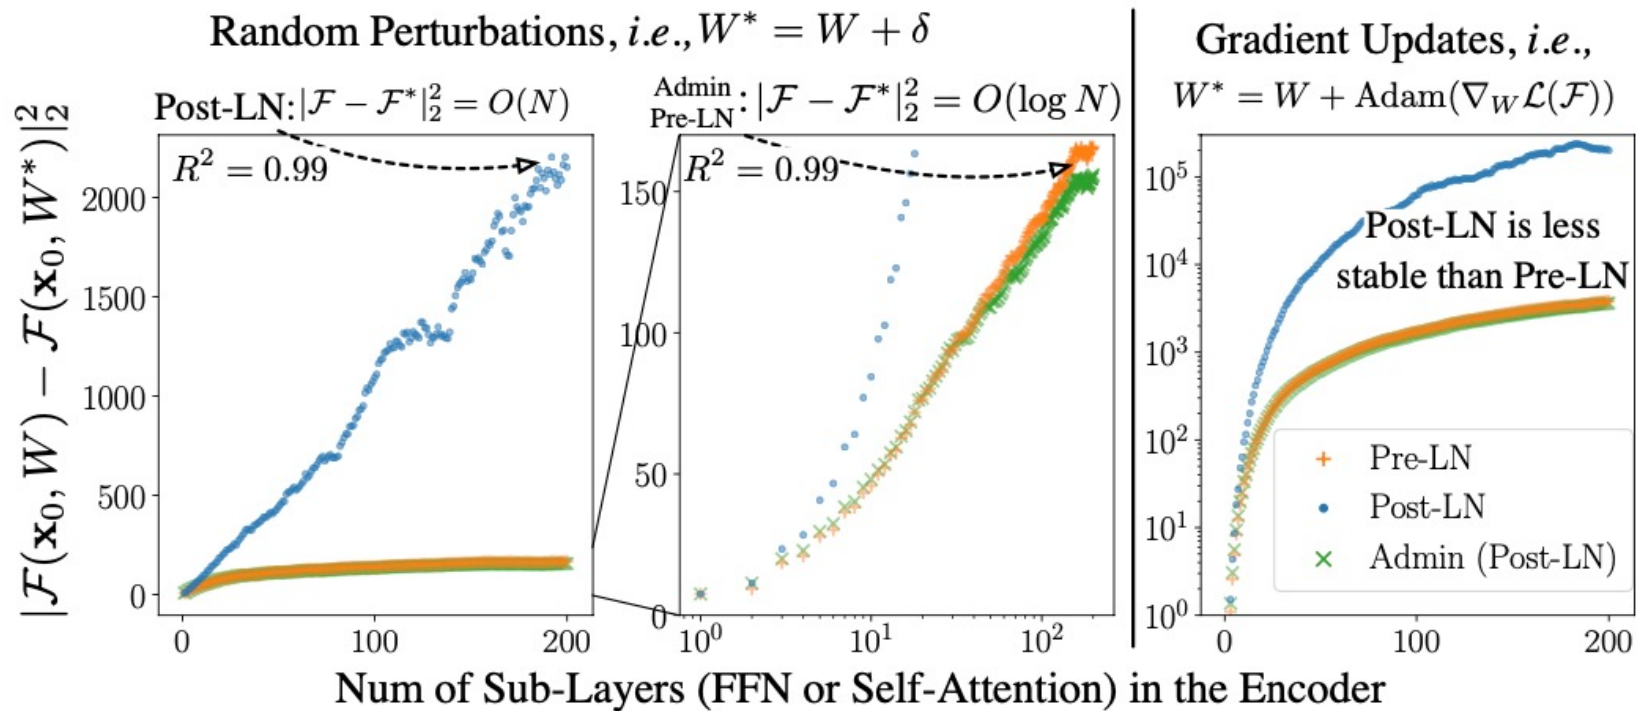 Random Perturbations, i.e., W* = W + δ
Gradient Updates, i.e.,
W* = W + Adam(∇_W ℒ(ℱ))
|ℱ(x₀, W) − ℱ(x₀, W*)|₂²
Post-LN: |ℱ − ℱ*|₂² = O(N)
R² = 0.99
2000
1500
1000
500
0
0 100 200
Admin
Pre-LN : |ℱ − ℱ*|₂² = O(log N)
R² = 0.99
150
100
50
0
10⁰ 10¹ 10²
10⁵
10⁴
10³
10²
10¹
10⁰
Post-LN is less
stable than Pre-LN
Pre-LN
Post-LN
Admin (Post-LN)
0 100 200
Num of Sub-Layers (FFN or Self-Attention) in the Encoder